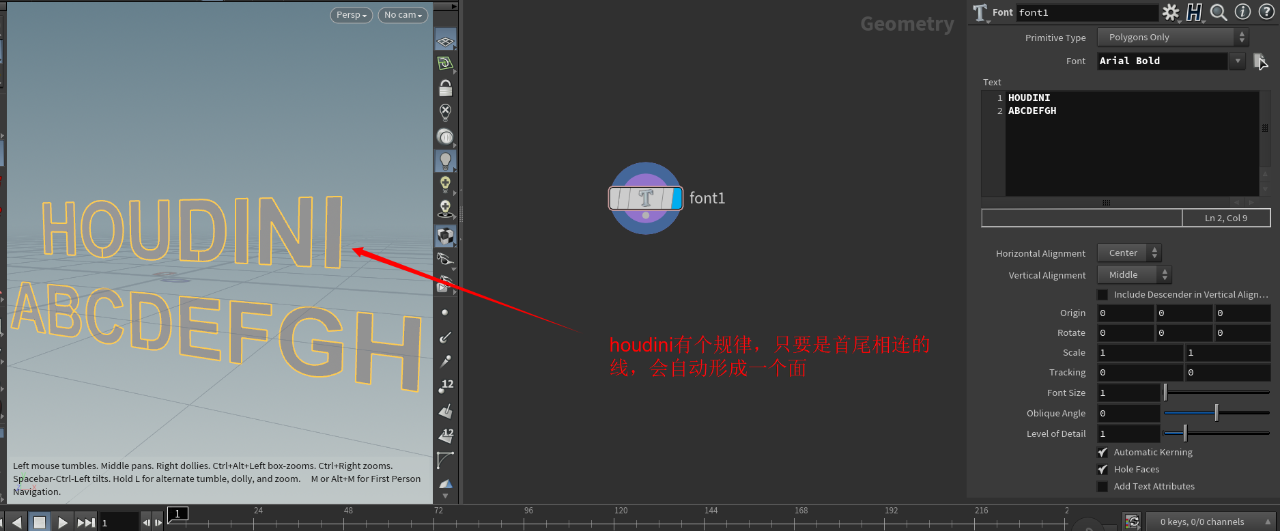 Persp
No cam
HOUDINI
ABCDEFGH
Left mouse tumbles. Middle pans. Right dollies. Ctrl+Alt+Left box-zooms. Ctrl+Right zooms.
Spacebar-Ctrl-Left tilts. Hold L for alternate tumble, dolly, and zoom. M or Alt+M for First Person
Navigation.
12
12
Geometry
T
font1
houdini有个规律，只要是首尾相连的
线，会自动形成一个面
T Font font1
Primitive Type Polygons Only
Font Arial Bold
Text
1 HOUDINI
2 ABCDEFGH
Ln 2, Col 9
Horizontal Alignment Center
Vertical Alignment Middle
Include Descender in Vertical Align...
Origin 0 0 0
Rotate 0 0 0
Scale 1 1
Tracking 0 0
Font Size 1
Oblique Angle 0
Level of Detail 1
Automatic Kerning
Hole Faces
Add Text Attributes
1 1 24 48 72 96 120 144 168 192 216 2
0 keys, 0/0 channels